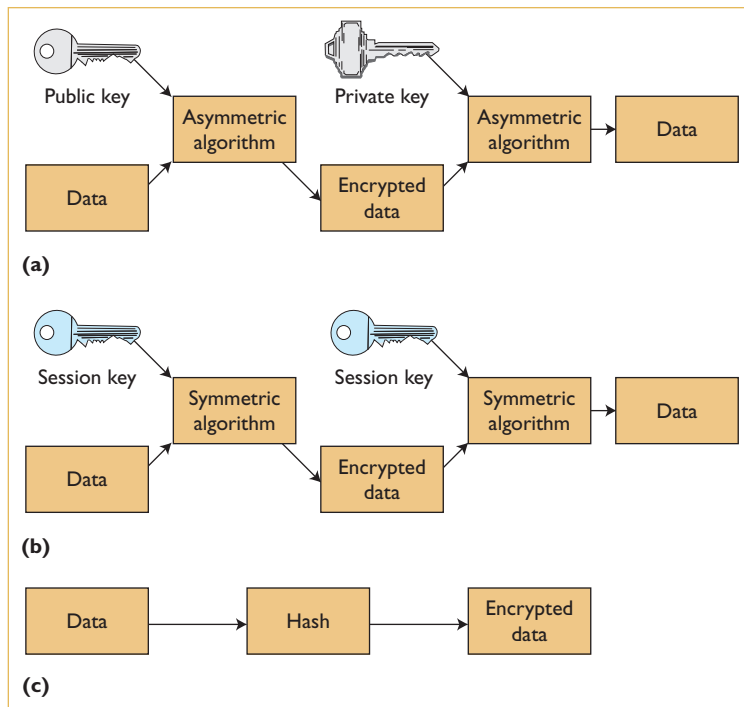 Public key
Private key
Asymmetric
algorithm
Asymmetric
algorithm
Data
Data
Encrypted
data
(a)
Session key
Session key
Symmetric
algorithm
Symmetric
algorithm
Data
Data
Encrypted
data
(b)
Data
Hash
Encrypted
data
(c)